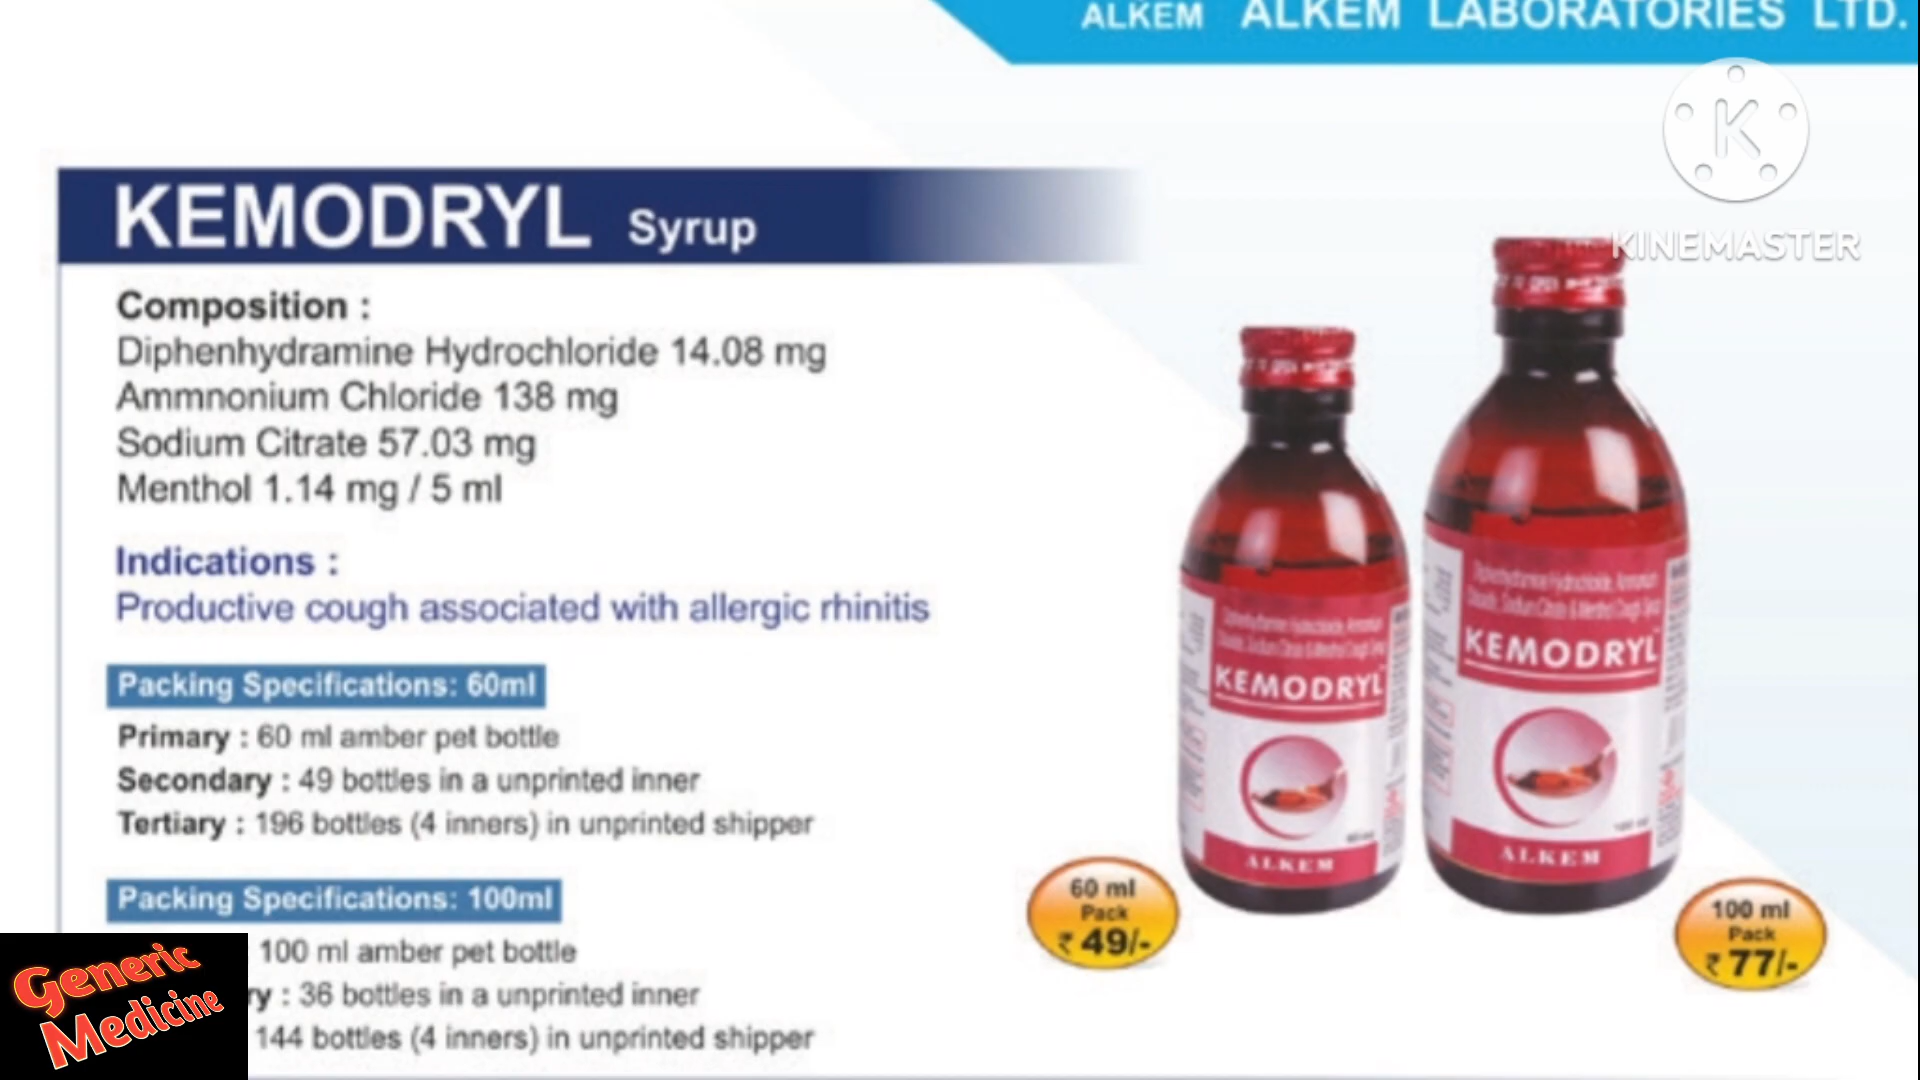 ALKEM ALKEM LABORATORIES LTD.
KINEMASTER
KEMODRYL Syrup
Composition :
Diphenhydramine Hydrochloride 14.08 mg
Ammnonium Chloride 138 mg
Sodium Citrate 57.03 mg
Menthol 1.14 mg / 5 ml
Indications :
Productive cough associated with allergic rhinitis
Packing Specifications: 60ml
Primary : 60 ml amber pet bottle
Secondary : 49 bottles in a unprinted inner
Tertiary : 196 bottles (4 inners) in unprinted shipper
Packing Specifications: 100ml
100 ml amber pet bottle
ry : 36 bottles in a unprinted inner
144 bottles (4 inners) in unprinted shipper
Generic
Medicine
KEMODRYL
ALKEM
60 ml
Pack
₹ 49/-
KEMODRYL
ALKEM
100 ml
Pack
₹ 77/-